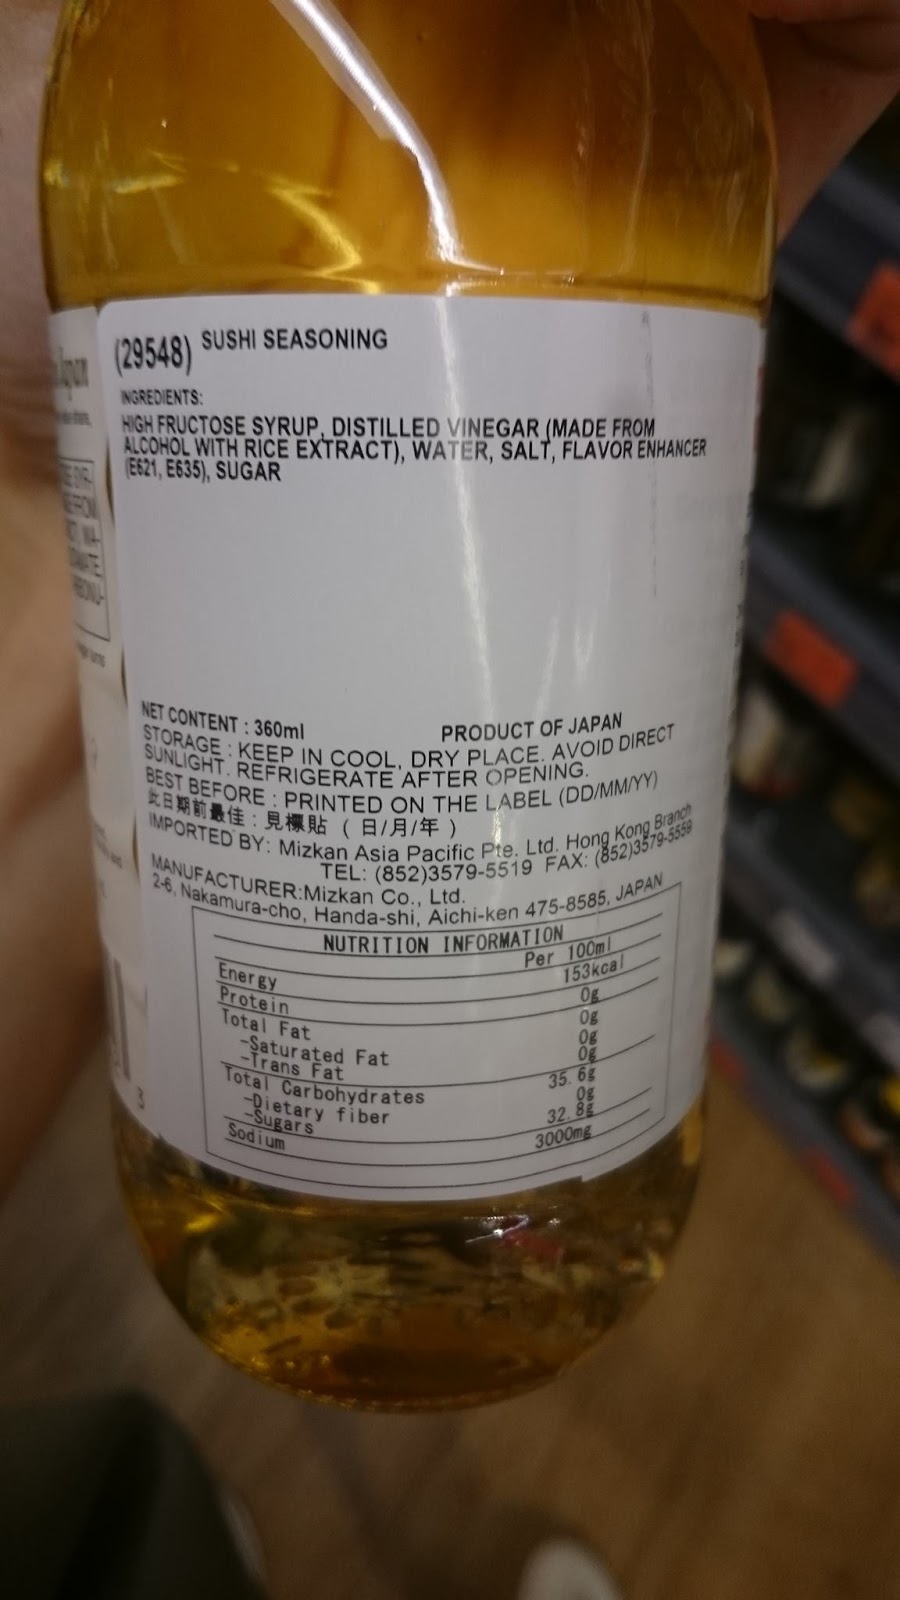 (29548) SUSHI SEASONING
INGREDIENTS:
HIGH FRUCTOSE SYRUP, DISTILLED VINEGAR (MADE FROM
ALCOHOL WITH RICE EXTRACT), WATER, SALT, FLAVOR ENHANCER
(E621, E635), SUGAR
NET CONTENT : 360ml PRODUCT OF JAPAN
STORAGE : KEEP IN COOL, DRY PLACE. AVOID DIRECT
SUNLIGHT. REFRIGERATE AFTER OPENING.
BEST BEFORE : PRINTED ON THE LABEL (DD/MM/YY)
此日期前最佳 : 見標貼 ( 日/月/年 )
IMPORTED BY: Mizkan Asia Pacific Pte. Ltd. Hong Kong Branch
TEL: (852)3579-5519 FAX: (852)3579-5559
MANUFACTURER:Mizkan Co., Ltd.
2-6, Nakamura-cho, Handa-shi, Aichi-ken 475-8585, JAPAN
NUTRITION INFORMATION
Per 100ml
Energy 153kcal
Protein 0g
Total Fat 0g
-Saturated Fat 0g
-Trans Fat 0g
Total Carbohydrates 35.6g
-Dietary fiber 0g
-Sugars 32.8g
Sodium 3000mg